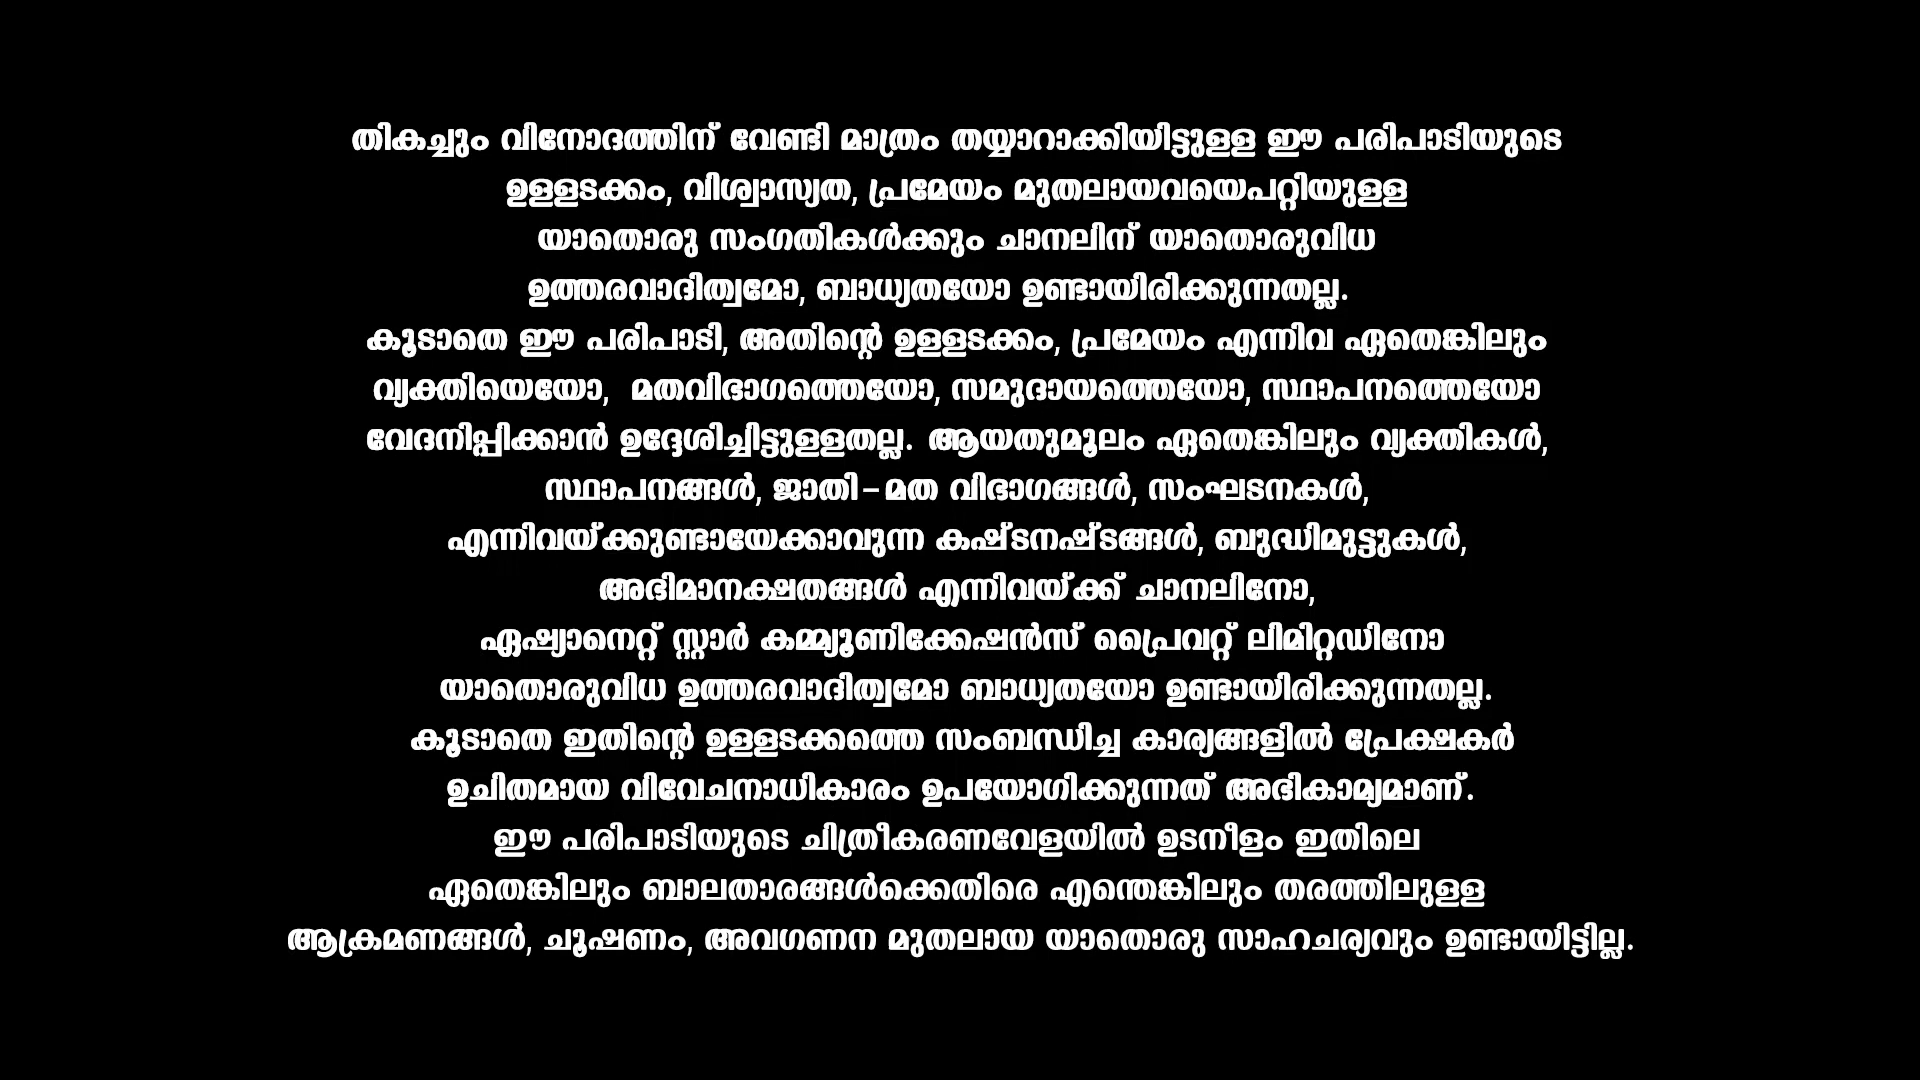 തികച്ചും വിനോദത്തിന് വേണ്ടി മാത്രം തയ്യാറാക്കിയിട്ടുള്ള ഈ പരിപാടിയുടെ
ഉള്ളടക്കം, വിശ്വാസ്യത, പ്രമേയം മുതലായവയെപറ്റിയുള്ള
യാതൊരു സംഗതികൾക്കും ചാനലിന് യാതൊരുവിധ
ഉത്തരവാദിത്വമോ, ബാധ്യതയോ ഉണ്ടായിരിക്കുന്നതല്ല.
കൂടാതെ ഈ പരിപാടി, അതിന്റെ ഉള്ളടക്കം, പ്രമേയം എന്നിവ ഏതെങ്കിലും
വ്യക്തിയെയോ, മതവിഭാഗത്തെയോ, സമുദായത്തെയോ, സ്ഥാപനത്തെയോ
വേദനിപ്പിക്കാൻ ഉദ്ദേശിച്ചിട്ടുള്ളതല്ല. ആയതുമൂലം ഏതെങ്കിലും വ്യക്തികൾ,
സ്ഥാപനങ്ങൾ, ജാതി–മത വിഭാഗങ്ങൾ, സംഘടനകൾ,
എന്നിവയ്ക്കുണ്ടായേക്കാവുന്ന കഷ്ടനഷ്ടങ്ങൾ, ബുദ്ധിമുട്ടുകൾ,
അഭിമാനക്ഷതങ്ങൾ എന്നിവയ്ക്ക് ചാനലിനോ,
ഏഷ്യാനെറ്റ് സ്റ്റാർ കമ്മ്യൂണിക്കേഷൻസ് പ്രൈവറ്റ് ലിമിറ്റഡിനോ
യാതൊരുവിധ ഉത്തരവാദിത്വമോ ബാധ്യതയോ ഉണ്ടായിരിക്കുന്നതല്ല.
കൂടാതെ ഇതിന്റെ ഉള്ളടക്കത്തെ സംബന്ധിച്ച കാര്യങ്ങളിൽ പ്രേക്ഷകർ
ഉചിതമായ വിവേചനാധികാരം ഉപയോഗിക്കുന്നത് അഭികാമ്യമാണ്.
ഈ പരിപാടിയുടെ ചിത്രീകരണവേളയിൽ ഉടനീളം ഇതിലെ
ഏതെങ്കിലും ബാലതാരങ്ങൾക്കെതിരെ എന്തെങ്കിലും തരത്തിലുള്ള
ആക്രമണങ്ങൾ, ചൂഷണം, അവഗണന മുതലായ യാതൊരു സാഹചര്യവും ഉണ്ടായിട്ടില്ല.